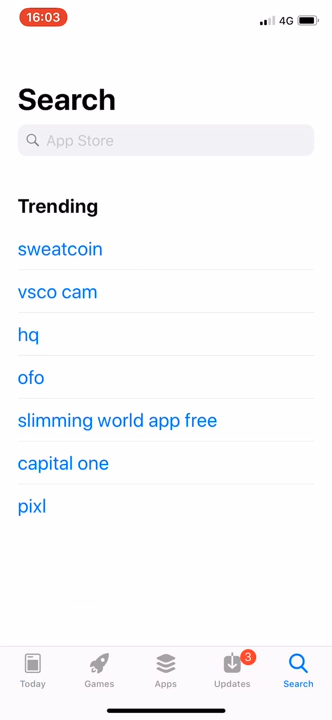 16:03
4G
Search
App Store
Trending
sweatcoin
vsco cam
hq
ofo
slimming world app free
capital one
pixl
3
Today
Games
Apps
Updates
Search